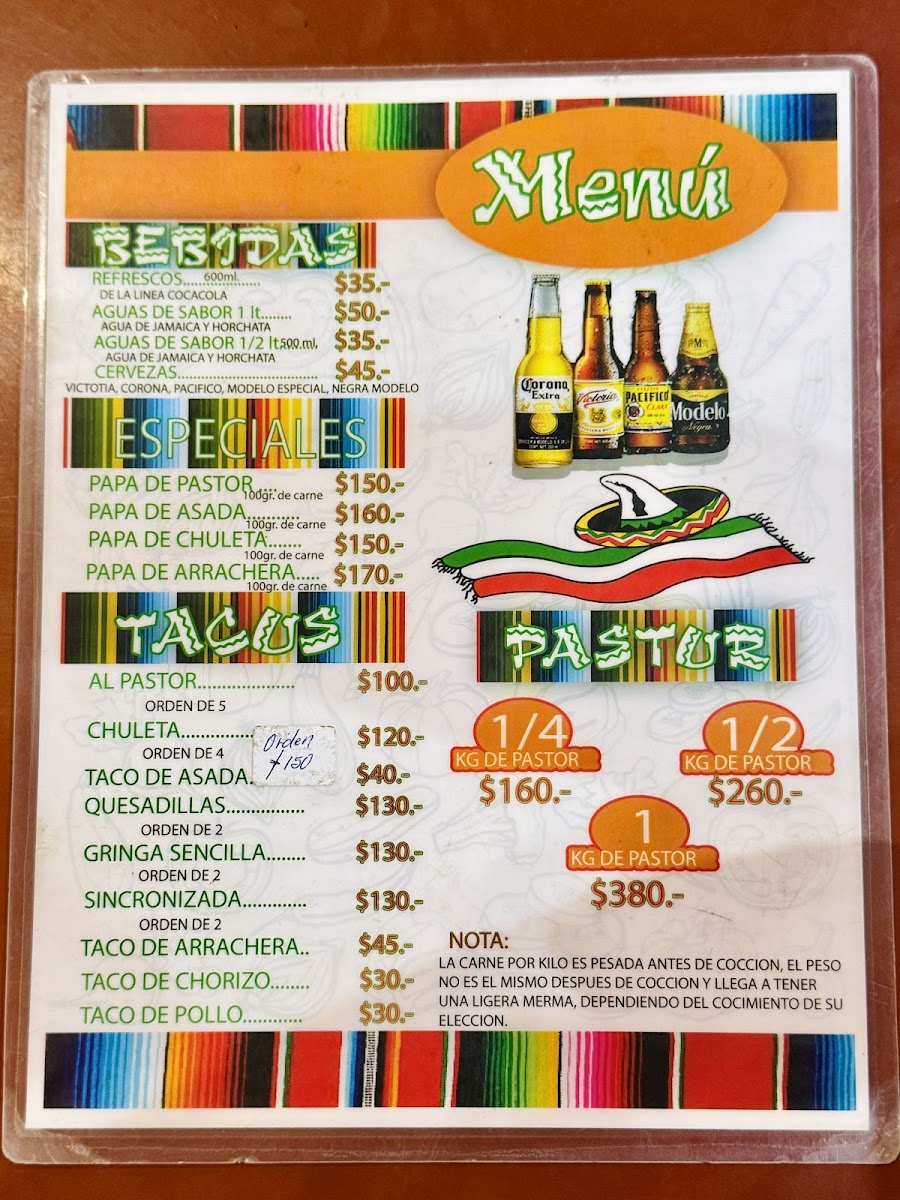 Menú
BEBIDAS
REFRESCOS.................... 600ml. $35.-
DE LA LINEA COCACOLA
AGUAS DE SABOR 1 lt........ $50.-
AGUA DE JAMAICA Y HORCHATA
AGUAS DE SABOR 1/2 lt 500 ml. $35.-
AGUA DE JAMAICA Y HORCHATA
CERVEZAS............................. $45.-
VICTOTIA, CORONA, PACIFICO, MODELO ESPECIAL, NEGRA MODELO
ESPECIALES
PAPA DE PASTOR.... $150.-
100gr. de carne
PAPA DE ASADA........... $160.-
100gr. de carne
PAPA DE CHULETA....... $150.-
100gr. de carne
PAPA DE ARRACHERA..... $170.-
100gr. de carne
TACOS
AL PASTOR...................... $100.-
ORDEN DE 5
CHULETA................. $120.-
ORDEN DE 4
Orden
$150
TACO DE ASADA. $40.-
QUESADILLAS................ $130.-
ORDEN DE 2
GRINGA SENCILLA........ $130.-
ORDEN DE 2
SINCRONIZADA............. $130.-
ORDEN DE 2
TACO DE ARRACHERA.. $45.-
TACO DE CHORIZO........ $30.-
TACO DE POLLO............ $30.-
Corona
Extra
Victoria
PACIFICO
CLARA
Modelo
Negra
PASTOR
1/4
KG DE PASTOR
$160.-
1/2
KG DE PASTOR
$260.-
1
KG DE PASTOR
$380.-
NOTA:
LA CARNE POR KILO ES PESADA ANTES DE COCCION, EL PESO
NO ES EL MISMO DESPUES DE COCCION Y LLEGA A TENER
UNA LIGERA MERMA, DEPENDIENDO DEL COCIMIENTO DE SU
ELECCION.